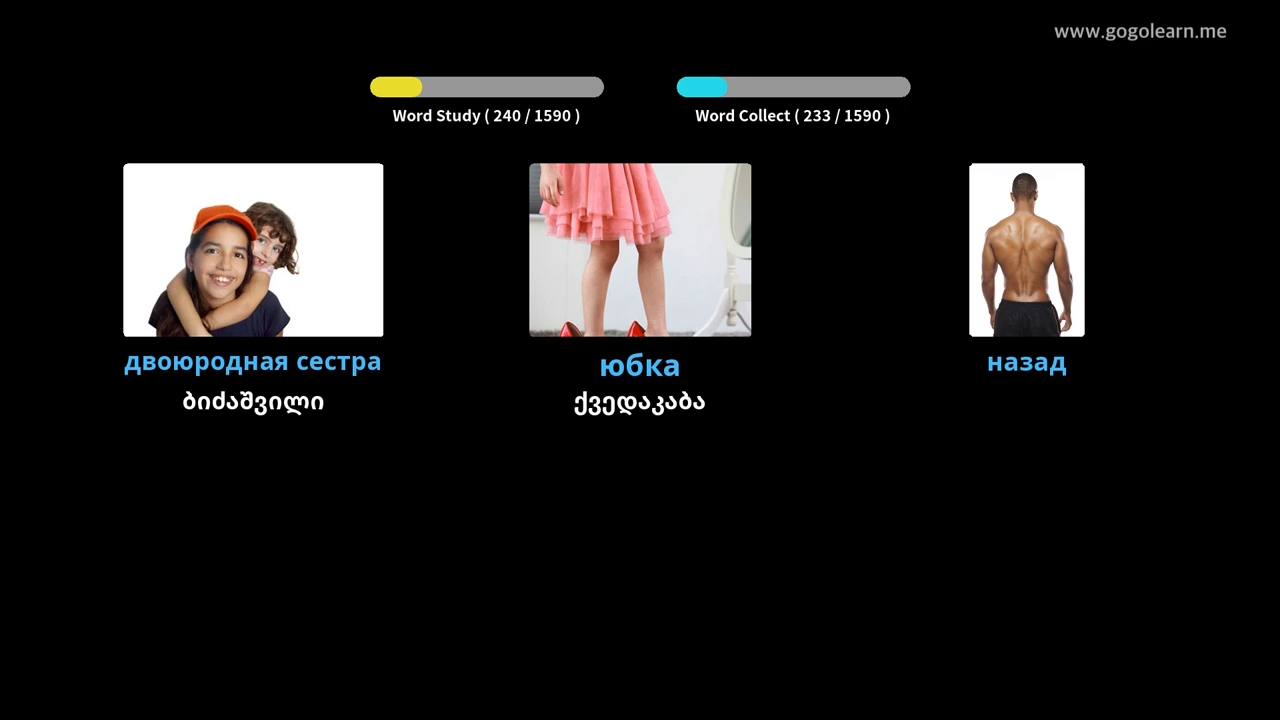 www.gogolearn.me
Word Study ( 240 / 1590 )
Word Collect ( 233 / 1590 )
двоюродная сестра
юбка
назад
ბიძაშვილი
ქვედაკაბა